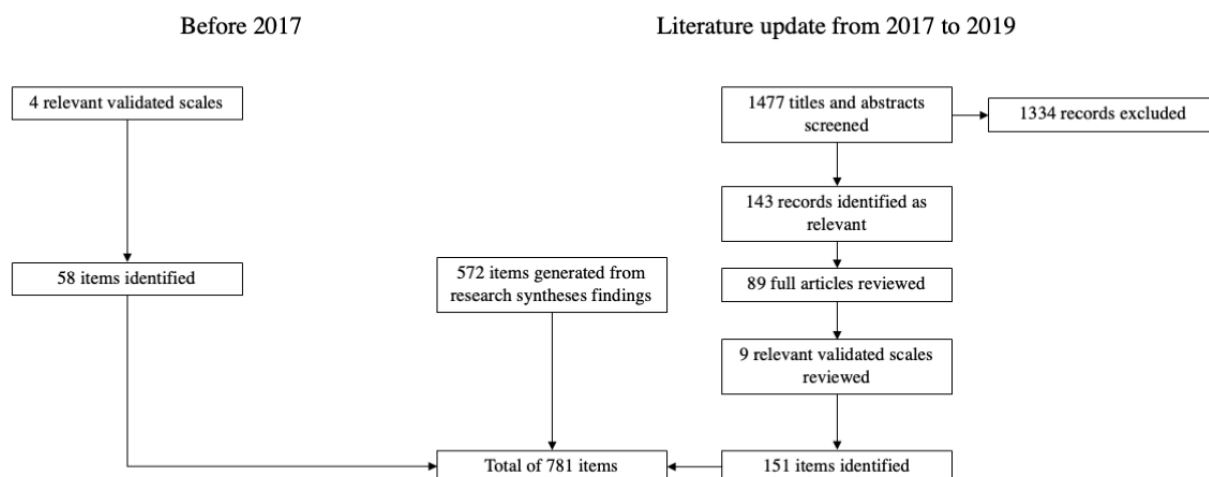 Before 2017
Literature update from 2017 to 2019
4 relevant validated scales
1477 titles and abstracts
screened
1334 records excluded
143 records identified as
relevant
58 items identified
572 items generated from
research syntheses findings
89 full articles reviewed
9 relevant validated scales
reviewed
Total of 781 items
151 items identified